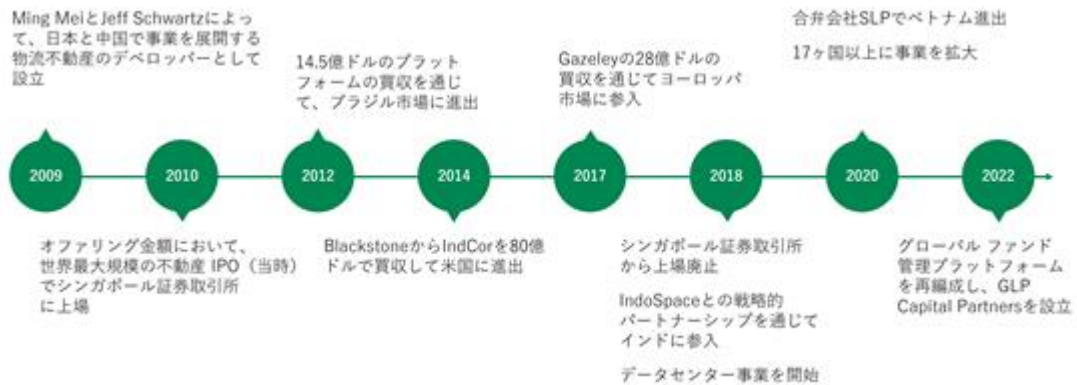 Ming MeiとJeff Schwartzによっ
て、日本と中国で事業を展開する
物流不動産のデベロッパーとして
設立
14.5億ドルのプラット
フォームの買収を通じ
て、ブラジル市場に進出
Gazeleyの28億ドルの
買収を通じてヨーロッパ
市場に参入
合弁会社SLPでベトナム進出
17ヶ国以上に事業を拡大
2009
2010
2012
2014
2017
2018
2020
2022
オファリング金額において、
世界最大規模の不動産 IPO（当時）
でシンガポール証券取引所
に上場
BlackstoneからIndCorを80億
ドルで買収して米国に進出
シンガポール証券取引所
から上場廃止
IndoSpaceとの戦略的
パートナーシップを通じて
インドに参入
データセンター事業を開始
グローバル ファンド
管理プラットフォーム
を再編成し、GLP
Capital Partnersを設立